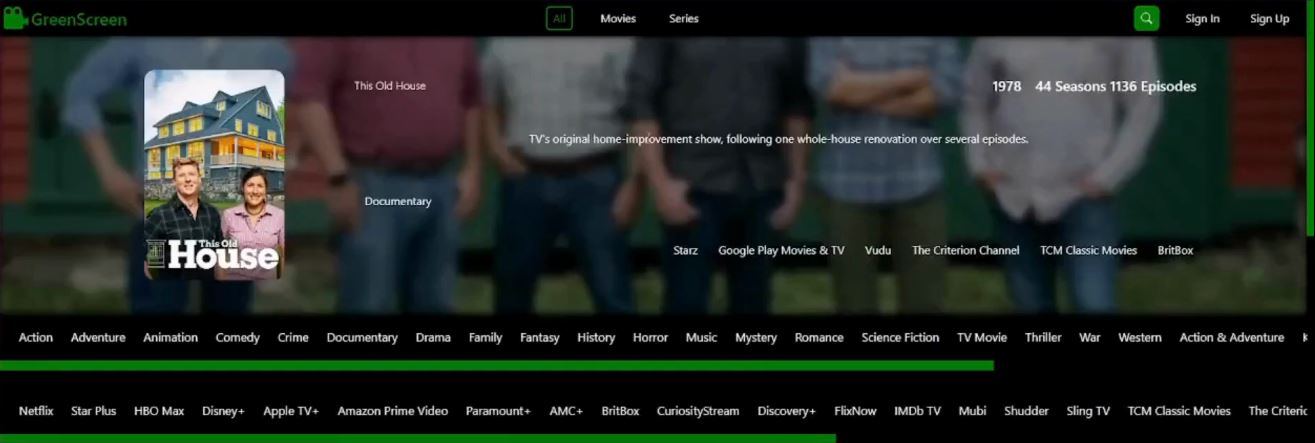 GreenScreen All Movies Series Sign In Sign Up
This Old House 1978 44 Seasons 1136 Episodes
TV's original home-improvement show, following one whole-house renovation over several episodes.
Documentary
This Old
House
Starz Google Play Movies & TV Vudu The Criterion Channel TCM Classic Movies BritBox
Action Adventure Animation Comedy Crime Documentary Drama Family Fantasy History Horror Music Mystery Romance Science Fiction TV Movie Thriller War Western Action & Adventure
Netflix Star Plus HBO Max Disney+ Apple TV+ Amazon Prime Video Paramount+ AMC+ BritBox CuriosityStream Discovery+ FlixNow IMDb TV Mubi Shudder Sling TV TCM Classic Movies The